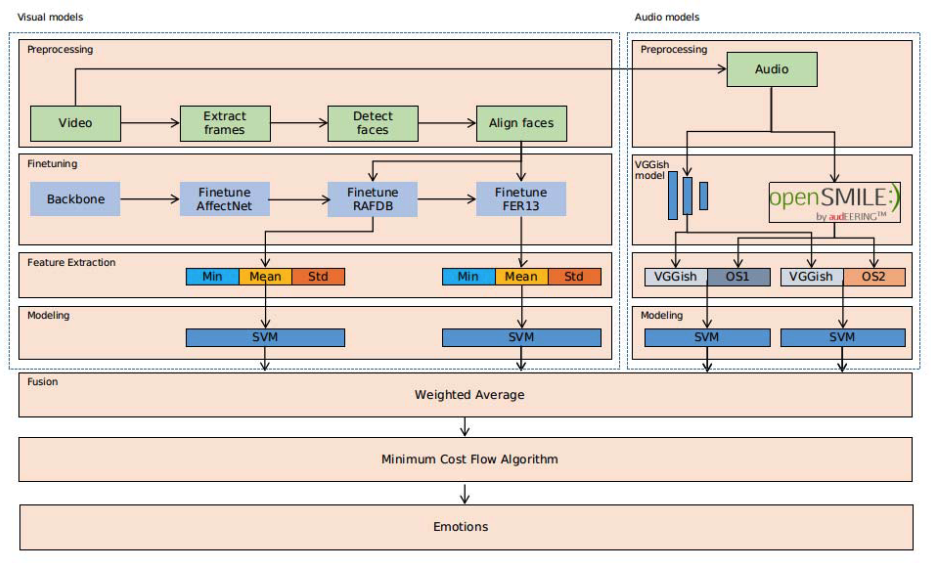 Visual models
Audio models
Preprocessing
Video
Extract
frames
Detect
faces
Align faces
Preprocessing
Audio
Finetuning
Backbone
Finetune
AffectNet
Finetune
RAFDB
Finetune
FER13
VGGish
model
openSMILE:)
by audEERING™
Feature Extraction
Min Mean Std
Min Mean Std
VGGish OS1
VGGish OS2
Modeling
SVM
SVM
Modeling
SVM
SVM
Fusion
Weighted Average
Minimum Cost Flow Algorithm
Emotions